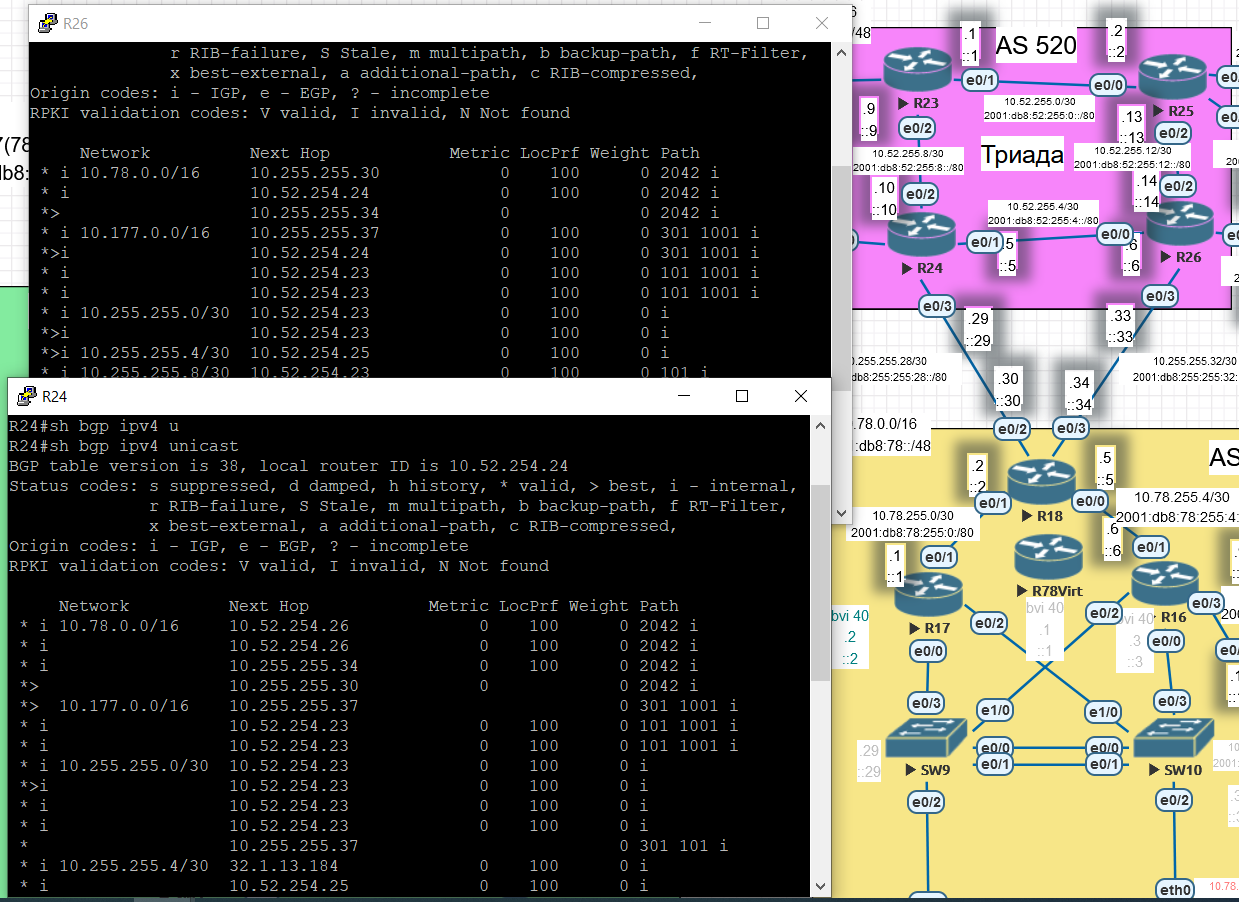 R26
r RIB-failure, S Stale, m multipath, b backup-path, f RT-Filter,
x best-external, a additional-path, c RIB-compressed,
Origin codes: i - IGP, e - EGP, ? - incomplete
RPKI validation codes: V valid, I invalid, N Not found
Network Next Hop Metric LocPrf Weight Path
* i 10.78.0.0/16 10.255.255.30 0 100 0 2042 i
* i 10.52.254.24 0 100 0 2042 i
*> 10.255.255.34 0 0 2042 i
* i 10.177.0.0/16 10.255.255.37 0 100 0 301 1001 i
*>i 10.52.254.24 0 100 0 301 1001 i
* i 10.52.254.23 0 100 0 101 1001 i
* i 10.52.254.23 0 100 0 101 1001 i
* i 10.255.255.0/30 10.52.254.23 0 100 0 i
*>i 10.52.254.23 0 100 0 i
*>i 10.255.255.4/30 10.52.254.25 0 100 0 i
* i 10.255.255.8/30 10.52.254.23 0 100 0 101 i
R24
R24#sh bgp ipv4 u
R24#sh bgp ipv4 unicast
BGP table version is 38, local router ID is 10.52.254.24
Status codes: s suppressed, d damped, h history, * valid, > best, i - internal,
r RIB-failure, S Stale, m multipath, b backup-path, f RT-Filter,
x best-external, a additional-path, c RIB-compressed,
Origin codes: i - IGP, e - EGP, ? - incomplete
RPKI validation codes: V valid, I invalid, N Not found
Network Next Hop Metric LocPrf Weight Path
* i 10.78.0.0/16 10.52.254.26 0 100 0 2042 i
* i 10.52.254.26 0 100 0 2042 i
* i 10.255.255.34 0 100 0 2042 i
*> 10.255.255.30 0 0 2042 i
*> 10.177.0.0/16 10.255.255.37 0 301 1001 i
* i 10.52.254.23 0 100 0 101 1001 i
* i 10.52.254.23 0 100 0 101 1001 i
* i 10.255.255.0/30 10.52.254.23 0 100 0 i
*>i 10.52.254.23 0 100 0 i
* i 10.52.254.23 0 100 0 i
* i 10.52.254.23 0 100 0 i
* 10.255.255.37 0 301 101 i
* i 10.255.255.4/30 32.1.13.184 0 100 0 i
* i 10.52.254.25 0 100 0 i
/48
7(78
db8:
AS 520
.1
::1
.2
::2
e0/1
e0/0
R23
R25
10.52.255.0/30
2001:db8:52:255:0::/80
.9
::9
e0/2
.13
::13
e0/2
10.52.255.8/30
2001:db8:52:255:8::/80
Триада
10.52.255.12/30
2001:db8:52:255:12::/80
.10
::10
e0/2
.14
::14
e0/2
10.52.255.4/30
2001:db8:52:255:4::/80
e0/1
.5
::5
e0/0
.6
::6
R24
R26
e0/3
e0/3
.29
::29
.33
::33
.255.255.28/30
db8:255:255:28::/80
10.255.255.32/30
2001:db8:255:255:32:
.30
::30
.34
::34
.78.0.0/16
:db8:78::/48
e0/2
e0/3
AS
.2
::2
.5
::5
e0/1
e0/0
R18
10.78.255.0/30
2001:db8:78:255:0:/80
10.78.255.4/30
2001:db8:78:255:4:
.1
::1
e0/1
.6
::6
e0/1
R78Virt
bvi 40
.1
::1
R17
e0/2
e0/0
e0/2
e0/3
R16
e0/0
bvi 40
.2
::2
bvi 40
.3
::3
e0/3
e1/0
e1/0
e0/3
e0/0
e0/0
e0/1
e0/1
.29
::29
SW9
SW10
e0/2
e0/2
eth0
10.78.